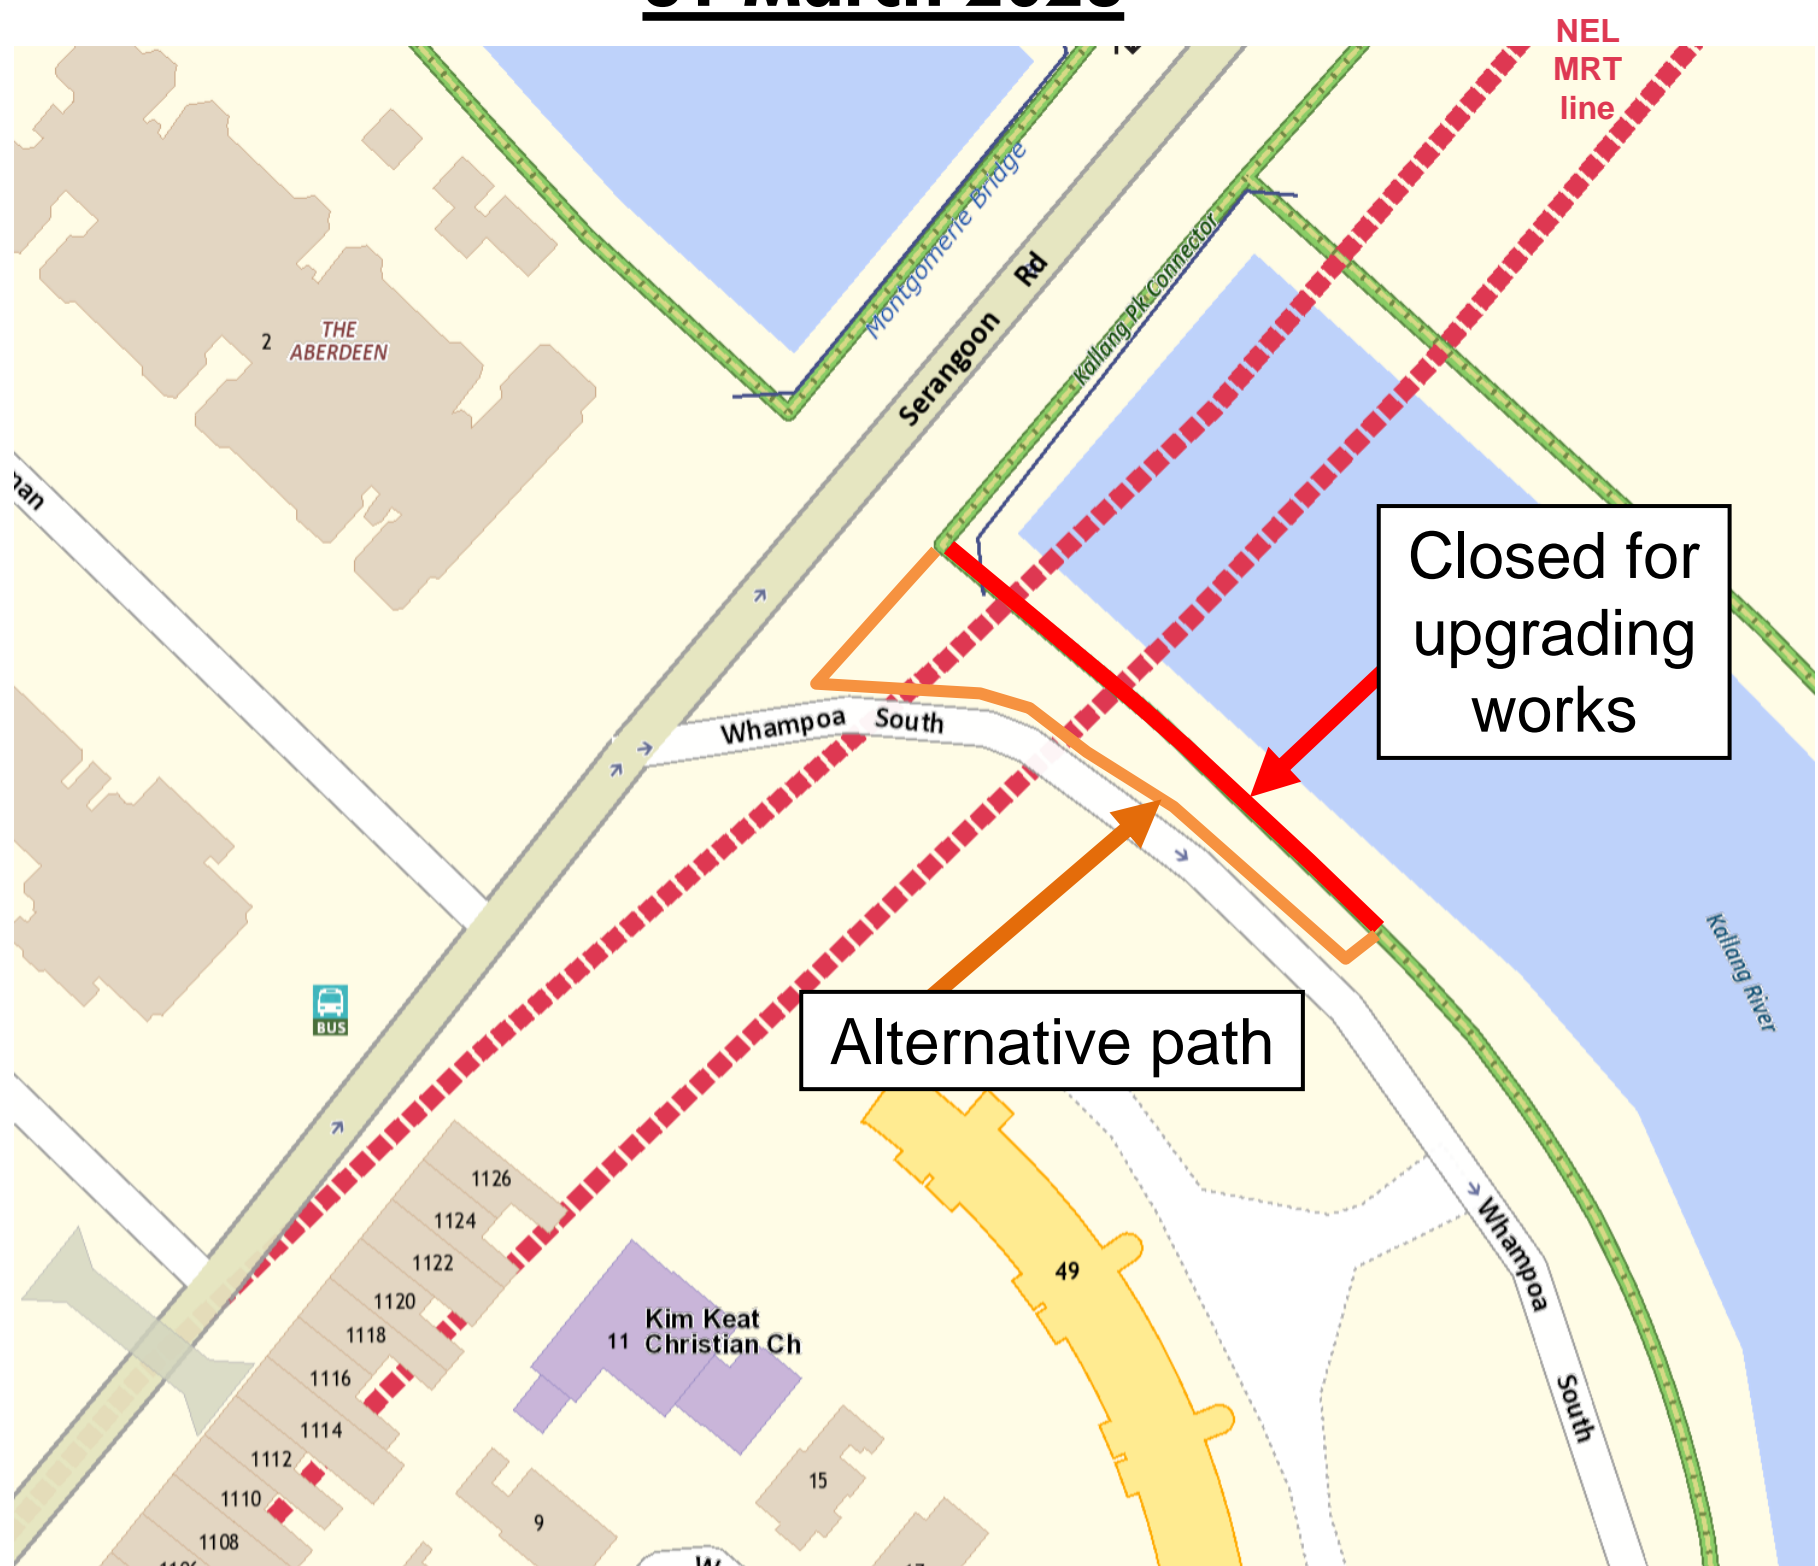 NEL
MRT
line
Montgomerie Bridge
Kallang Pk Connector
Serangoon Rd
THE
ABERDEEN
2
Closed for
upgrading
works
Whampoa South
Kallang River
BUS
Alternative path
1126
1124
1122
1120
1118
1116
1114
1112
1110
1108
49
Whampoa
South
Kim Keat
Christian Ch
11
15
9